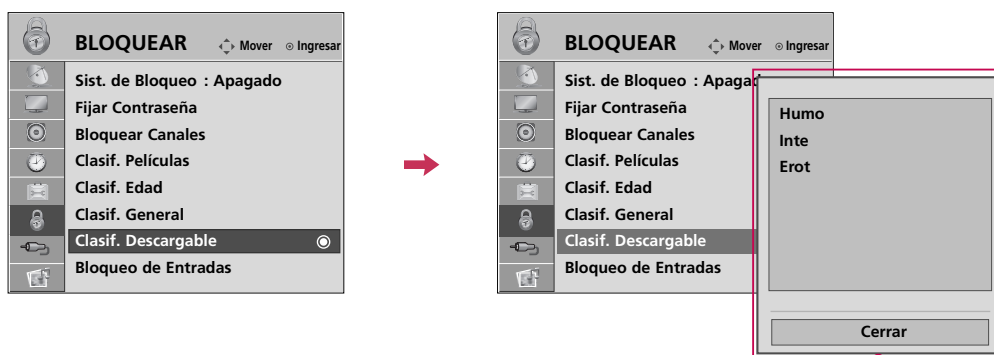 BLOQUEAR Mover Ingresar
Sist. de Bloqueo : Apagado
Fijar Contraseña
Bloquear Canales
Clasif. Películas
Clasif. Edad
Clasif. General
Clasif. Descargable
Bloqueo de Entradas
BLOQUEAR Mover Ingresar
Sist. de Bloqueo : Apagad
Fijar Contraseña
Bloquear Canales
Clasif. Películas
Clasif. Edad
Clasif. General
Clasif. Descargable
Bloqueo de Entradas
Humo
Inte
Erot
Cerrar